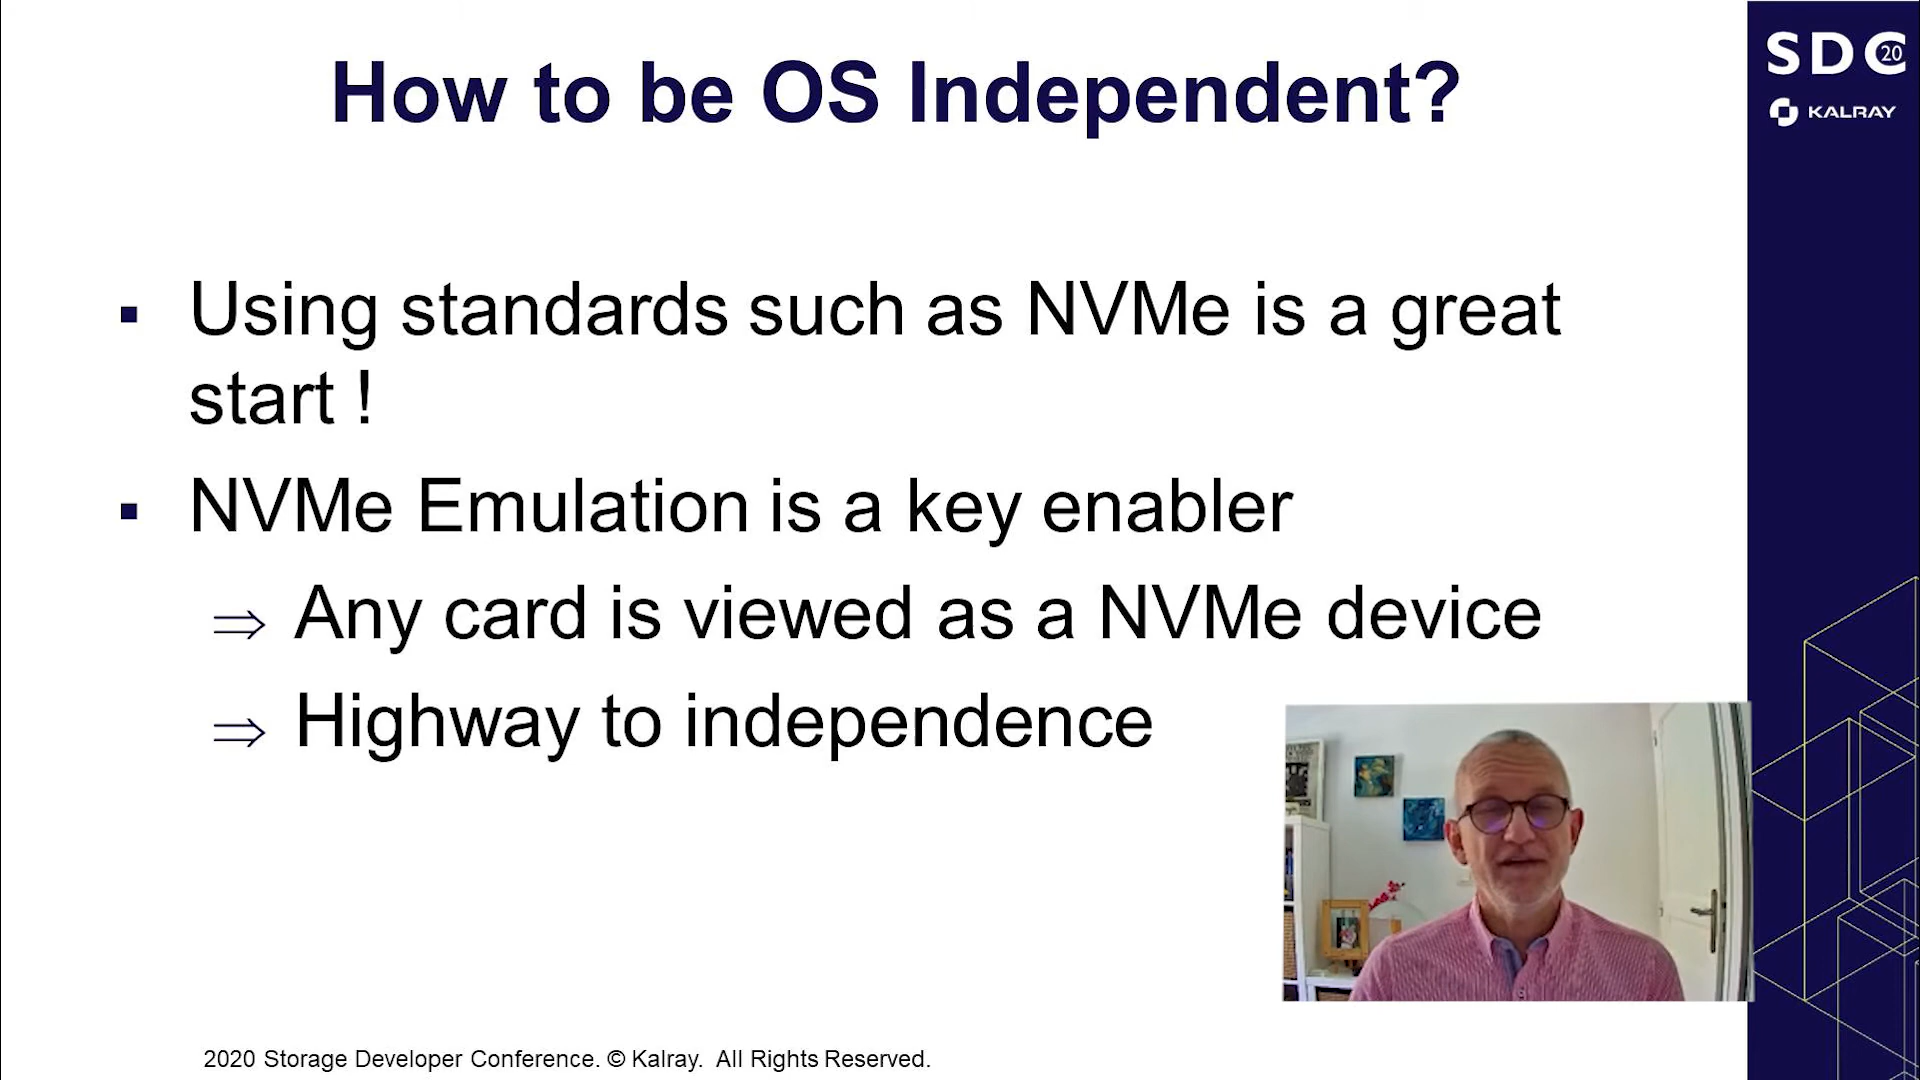 How to be OS Independent?
SDC 20
KALRAY
▪ Using standards such as NVMe is a great
start !
▪ NVMe Emulation is a key enabler
⇒ Any card is viewed as a NVMe device
⇒ Highway to independence
2020 Storage Developer Conference. © Kalray. All Rights Reserved.